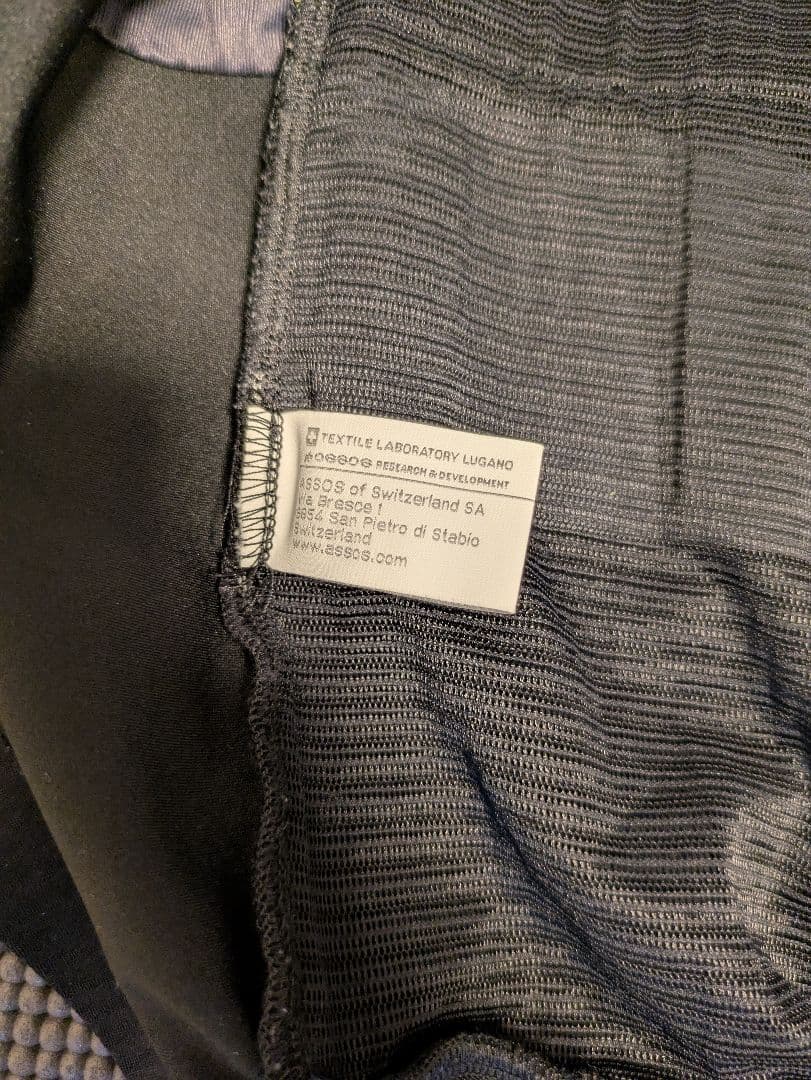 TEXTILE LABORATORY LUGANO
assos RESEARCH & DEVELOPMENT
ASSOS of Switzerland SA
Via Bresce 1
6854 San Pietro di Stabio
Switzerland
www.assos.com